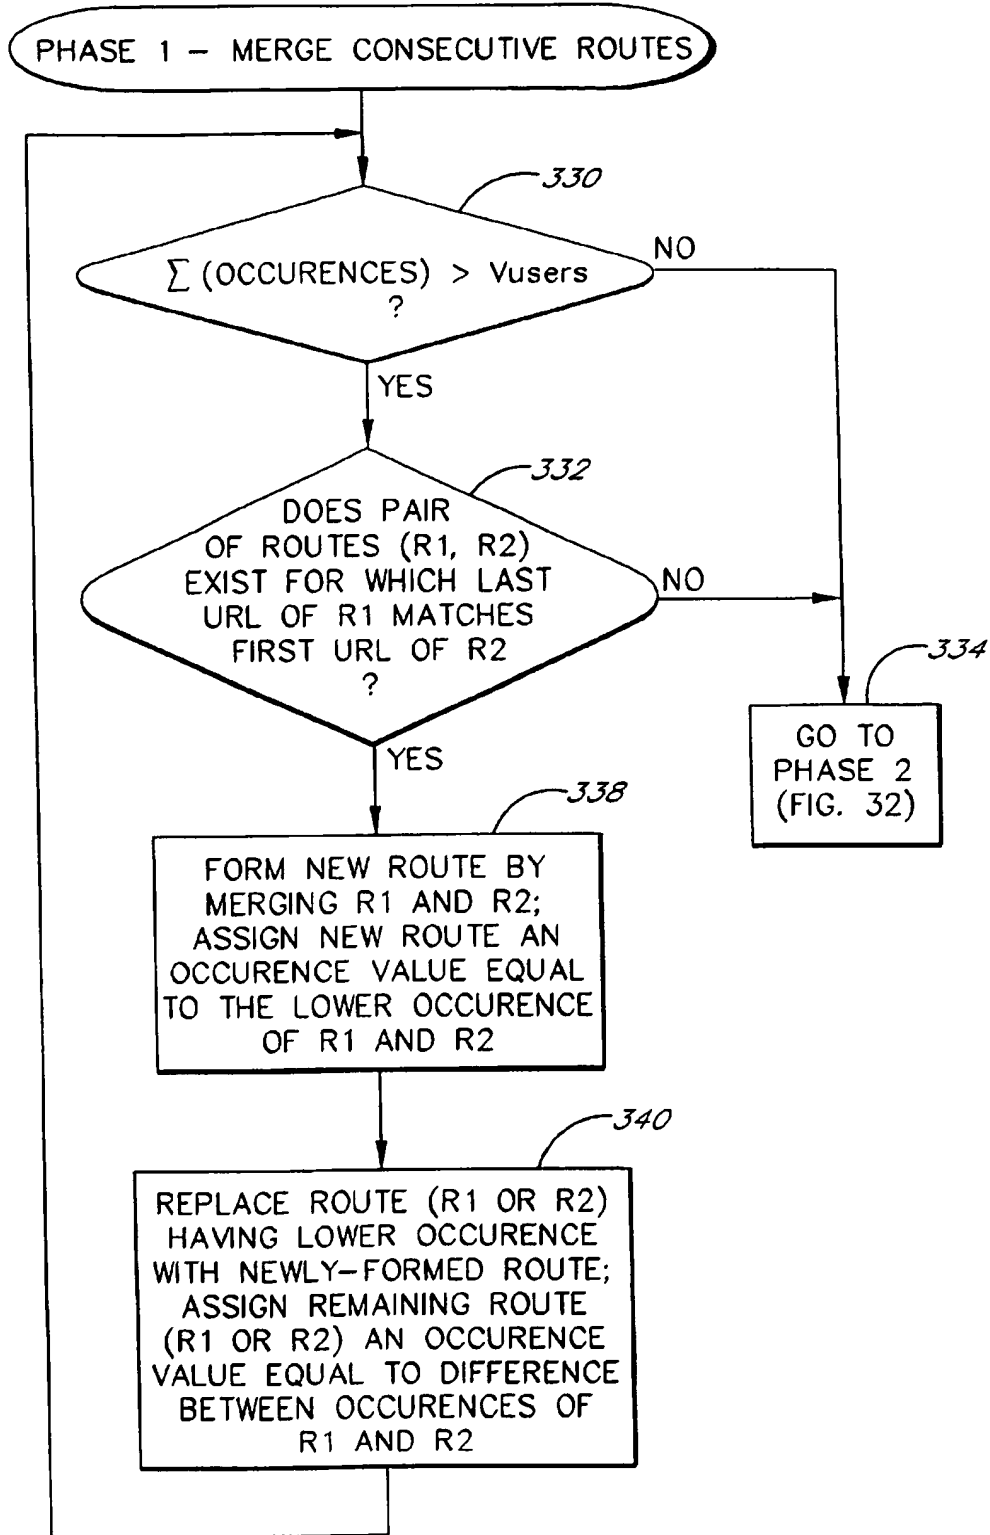 PHASE 1 – MERGE CONSECUTIVE ROUTES
330
Σ (OCCURENCES) > Vusers
?
NO
YES
332
DOES PAIR
OF ROUTES (R1, R2)
EXIST FOR WHICH LAST
URL OF R1 MATCHES
FIRST URL OF R2
?
NO
334
GO TO
PHASE 2
(FIG. 32)
YES
338
FORM NEW ROUTE BY
MERGING R1 AND R2;
ASSIGN NEW ROUTE AN
OCCURENCE VALUE EQUAL
TO THE LOWER OCCURENCE
OF R1 AND R2
340
REPLACE ROUTE (R1 OR R2)
HAVING LOWER OCCURENCE
WITH NEWLY–FORMED ROUTE;
ASSIGN REMAINING ROUTE
(R1 OR R2) AN OCCURENCE
VALUE EQUAL TO DIFFERENCE
BETWEEN OCCURENCES OF
R1 AND R2